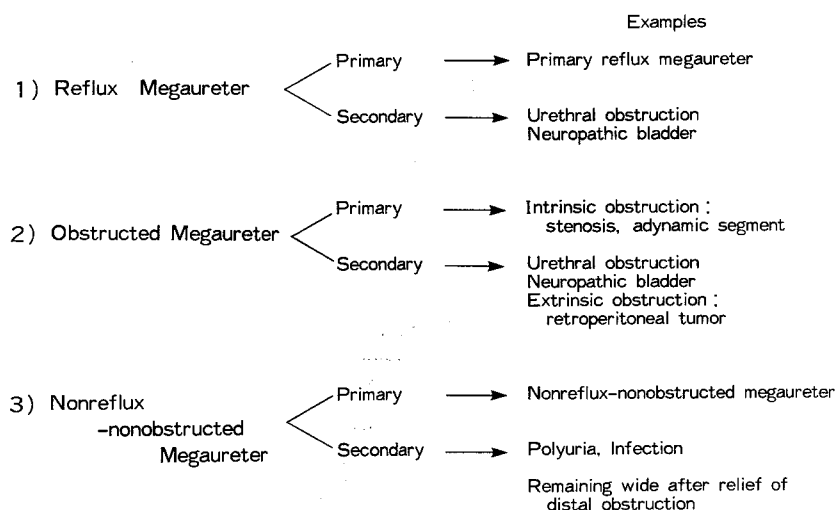 Examples
1) Reflux Megaureter
Primary
Primary reflux megaureter
Secondary
Urethral obstruction
Neuropathic bladder
2) Obstructed Megaureter
Primary
Intrinsic obstruction :
stenosis, adynamic segment
Secondary
Urethral obstruction
Neuropathic bladder
Extrinsic obstruction :
retroperitoneal tumor
3) Nonreflux
-nonobstructed
Megaureter
Primary
Nonreflux-nonobstructed megaureter
Secondary
Polyuria, Infection
Remaining wide after relief of
distal obstruction